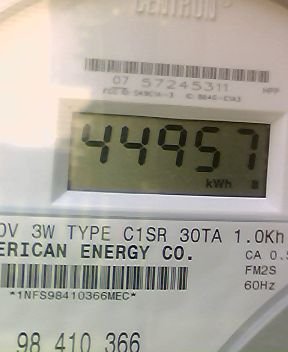 CENTRON
07 57245311
44957
kWh
0V 3W TYPE C1SR 30TA 1.0Kh
ERICAN ENERGY CO. CA 0.5
FM2S
*1NFS98410366MEC* 60Hz
98 410 366